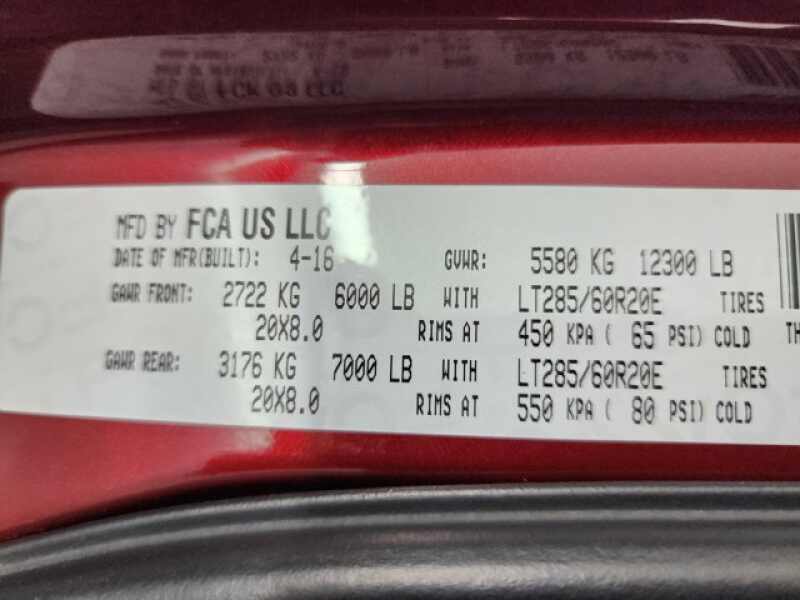 MFD BY FCA US LLC
DATE OF MFR(BUILT): 4-16 GVWR: 5580 KG 12300 LB
GAWR FRONT: 2722 KG 6000 LB WITH LT285/60R20E TIRES
20X8.0 RIMS AT 450 KPA ( 65 PSI) COLD TH
GAWR REAR: 3176 KG 7000 LB WITH LT285/60R20E TIRES
20X8.0 RIMS AT 550 KPA ( 80 PSI) COLD